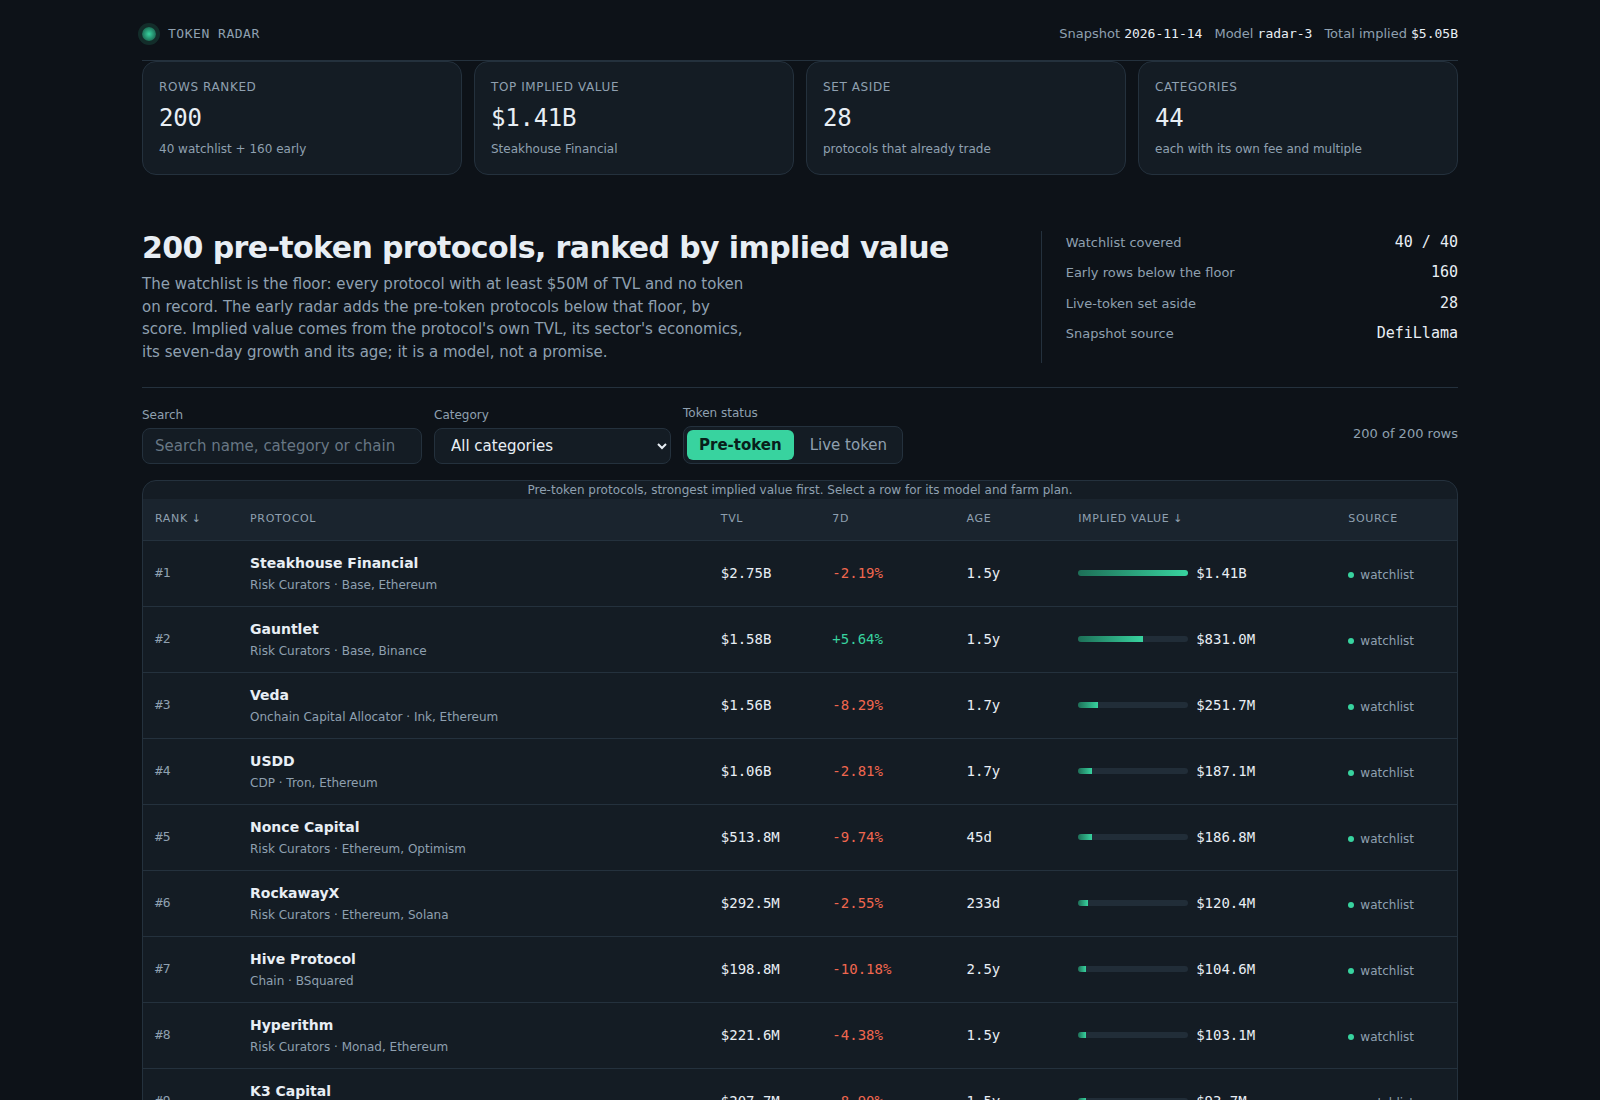 TOKEN RADAR
Snapshot 2026-11-14 Model radar-3 Total implied $5.05B
ROWS RANKED
200
40 watchlist + 160 early
TOP IMPLIED VALUE
$1.41B
Steakhouse Financial
SET ASIDE
28
protocols that already trade
CATEGORIES
44
each with its own fee and multiple
200 pre-token protocols, ranked by implied value
The watchlist is the floor: every protocol with at least $50M of TVL and no token
on record. The early radar adds the pre-token protocols below that floor, by
score. Implied value comes from the protocol's own TVL, its sector's economics,
its seven-day growth and its age; it is a model, not a promise.
Watchlist covered 40 / 40
Early rows below the floor 160
Live-token set aside 28
Snapshot source DefiLlama
Search
Search name, category or chain
Category
All categories
Token status
Pre-token Live token
200 of 200 rows
Pre-token protocols, strongest implied value first. Select a row for its model and farm plan.
RANK ↓ PROTOCOL TVL 7D AGE IMPLIED VALUE ↓ SOURCE
#1 Steakhouse Financial $2.75B -2.19% 1.5y $1.41B watchlist
Risk Curators · Base, Ethereum
#2 Gauntlet $1.58B +5.64% 1.5y $831.0M watchlist
Risk Curators · Base, Binance
#3 Veda $1.56B -8.29% 1.7y $251.7M watchlist
Onchain Capital Allocator · Ink, Ethereum
#4 USDD $1.06B -2.81% 1.7y $187.1M watchlist
CDP · Tron, Ethereum
#5 Nonce Capital $513.8M -9.74% 45d $186.8M watchlist
Risk Curators · Ethereum, Optimism
#6 RockawayX $292.5M -2.55% 233d $120.4M watchlist
Risk Curators · Ethereum, Solana
#7 Hive Protocol $198.8M -10.18% 2.5y $104.6M watchlist
Chain · BSquared
#8 Hyperithm $221.6M -4.38% 1.5y $103.1M watchlist
Risk Curators · Monad, Ethereum
K3 Capital